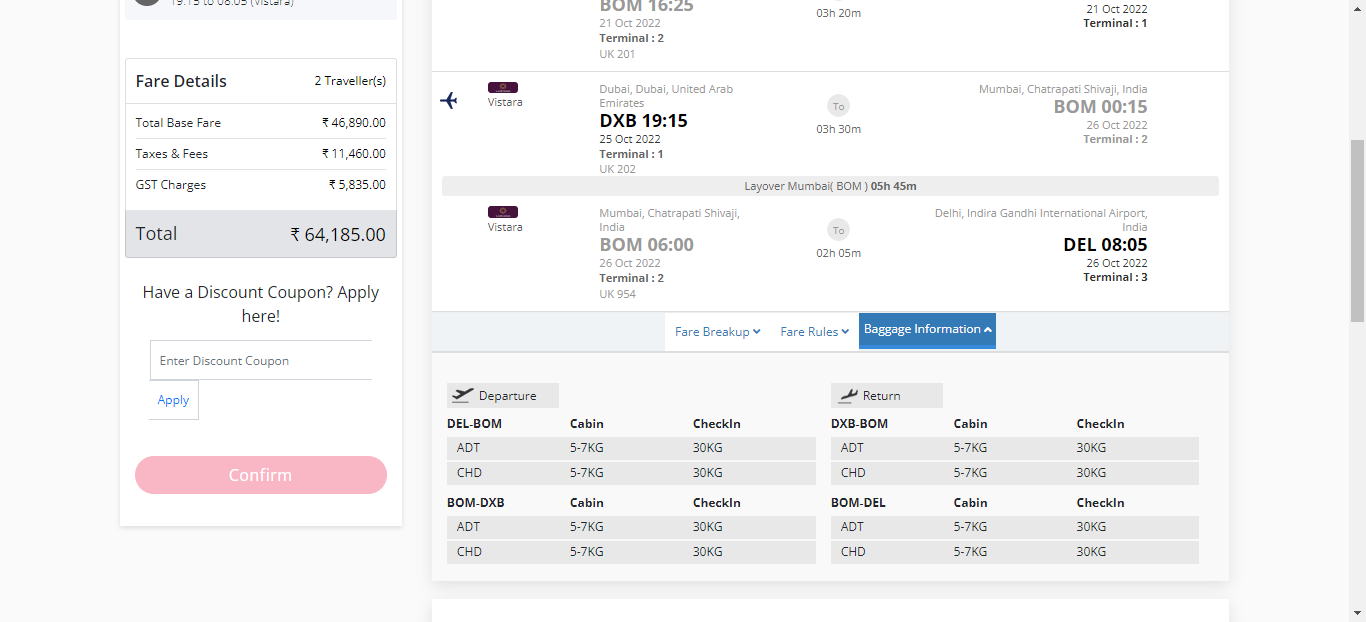 19:15 to 08:05 (Vistara)
Fare Details
2 Traveller(s)
Total Base Fare
₹ 46,890.00
Taxes & Fees
₹ 11,460.00
GST Charges
₹ 5,835.00
Total
₹ 64,185.00
Have a Discount Coupon? Apply
here!
Enter Discount Coupon
Apply
Confirm
BOM 16:25
21 Oct 2022
Terminal : 2
UK 201
03h 20m
21 Oct 2022
Terminal : 1
Vistara
Dubai, Dubai, United Arab
Emirates
DXB 19:15
25 Oct 2022
Terminal : 1
UK 202
To
03h 30m
Mumbai, Chatrapati Shivaji, India
BOM 00:15
26 Oct 2022
Terminal : 2
Layover Mumbai( BOM ) 05h 45m
Vistara
Mumbai, Chatrapati Shivaji,
India
BOM 06:00
26 Oct 2022
Terminal : 2
UK 954
To
02h 05m
Delhi, Indira Gandhi International Airport,
India
DEL 08:05
26 Oct 2022
Terminal : 3
Fare Breakup
Fare Rules
Baggage Information
Departure
DEL-BOM Cabin CheckIn
ADT 5-7KG 30KG
CHD 5-7KG 30KG
BOM-DXB Cabin CheckIn
ADT 5-7KG 30KG
CHD 5-7KG 30KG
Return
DXB-BOM Cabin CheckIn
ADT 5-7KG 30KG
CHD 5-7KG 30KG
BOM-DEL Cabin CheckIn
ADT 5-7KG 30KG
CHD 5-7KG 30KG